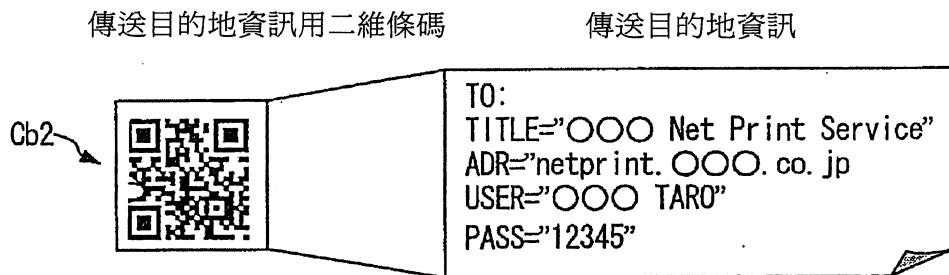 傳送目的地資訊用二維條碼
傳送目的地資訊
Cb2
TO:
TITLE="○○○ Net Print Service"
ADR="netprint.○○○.co.jp
USER="○○○ TARO"
PASS="12345"